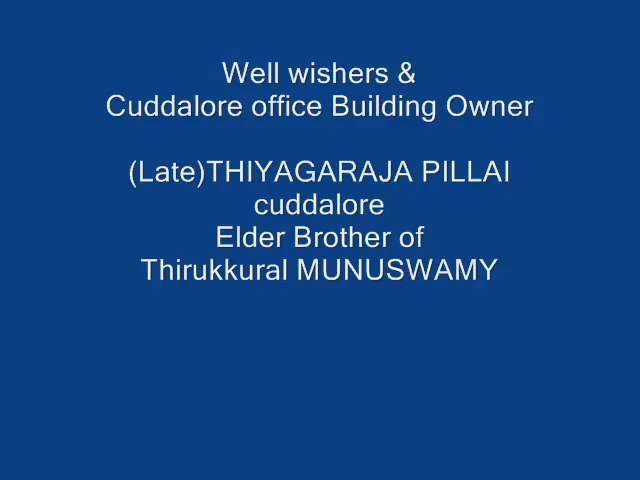 Well wishers &
Cuddalore office Building Owner
(Late)THIYAGARAJA PILLAI
cuddalore
Elder Brother of
Thirukkural MUNUSWAMY